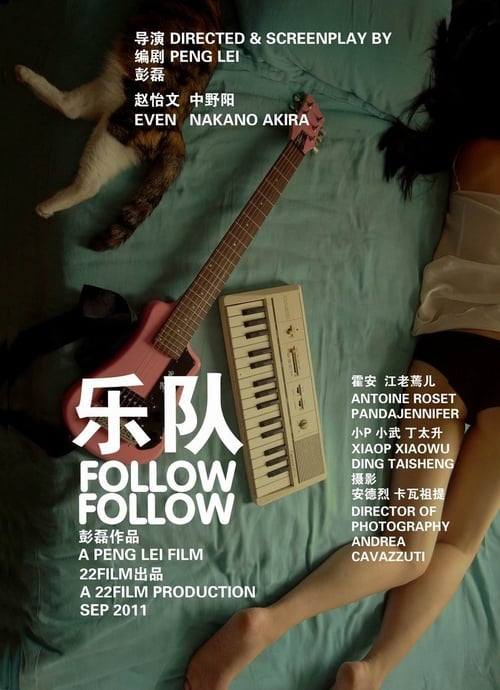 导演 DIRECTED & SCREENPLAY BY
编剧 PENG LEI
彭磊
赵怡文 中野阳
EVEN NAKANO AKIRA
乐队
FOLLOW
FOLLOW
彭磊作品
A PENG LEI FILM
22FILM出品
A 22FILM PRODUCTION
SEP 2011
霍安 江老蔫儿
ANTOINE ROSET
PANDAJENNIFER
小P 小武 丁太升
XIAOP XIAOWU
DING TAISHENG
摄影
安德烈 卡瓦祖提
DIRECTOR OF
PHOTOGRAPHY
ANDREA
CAVAZZUTI